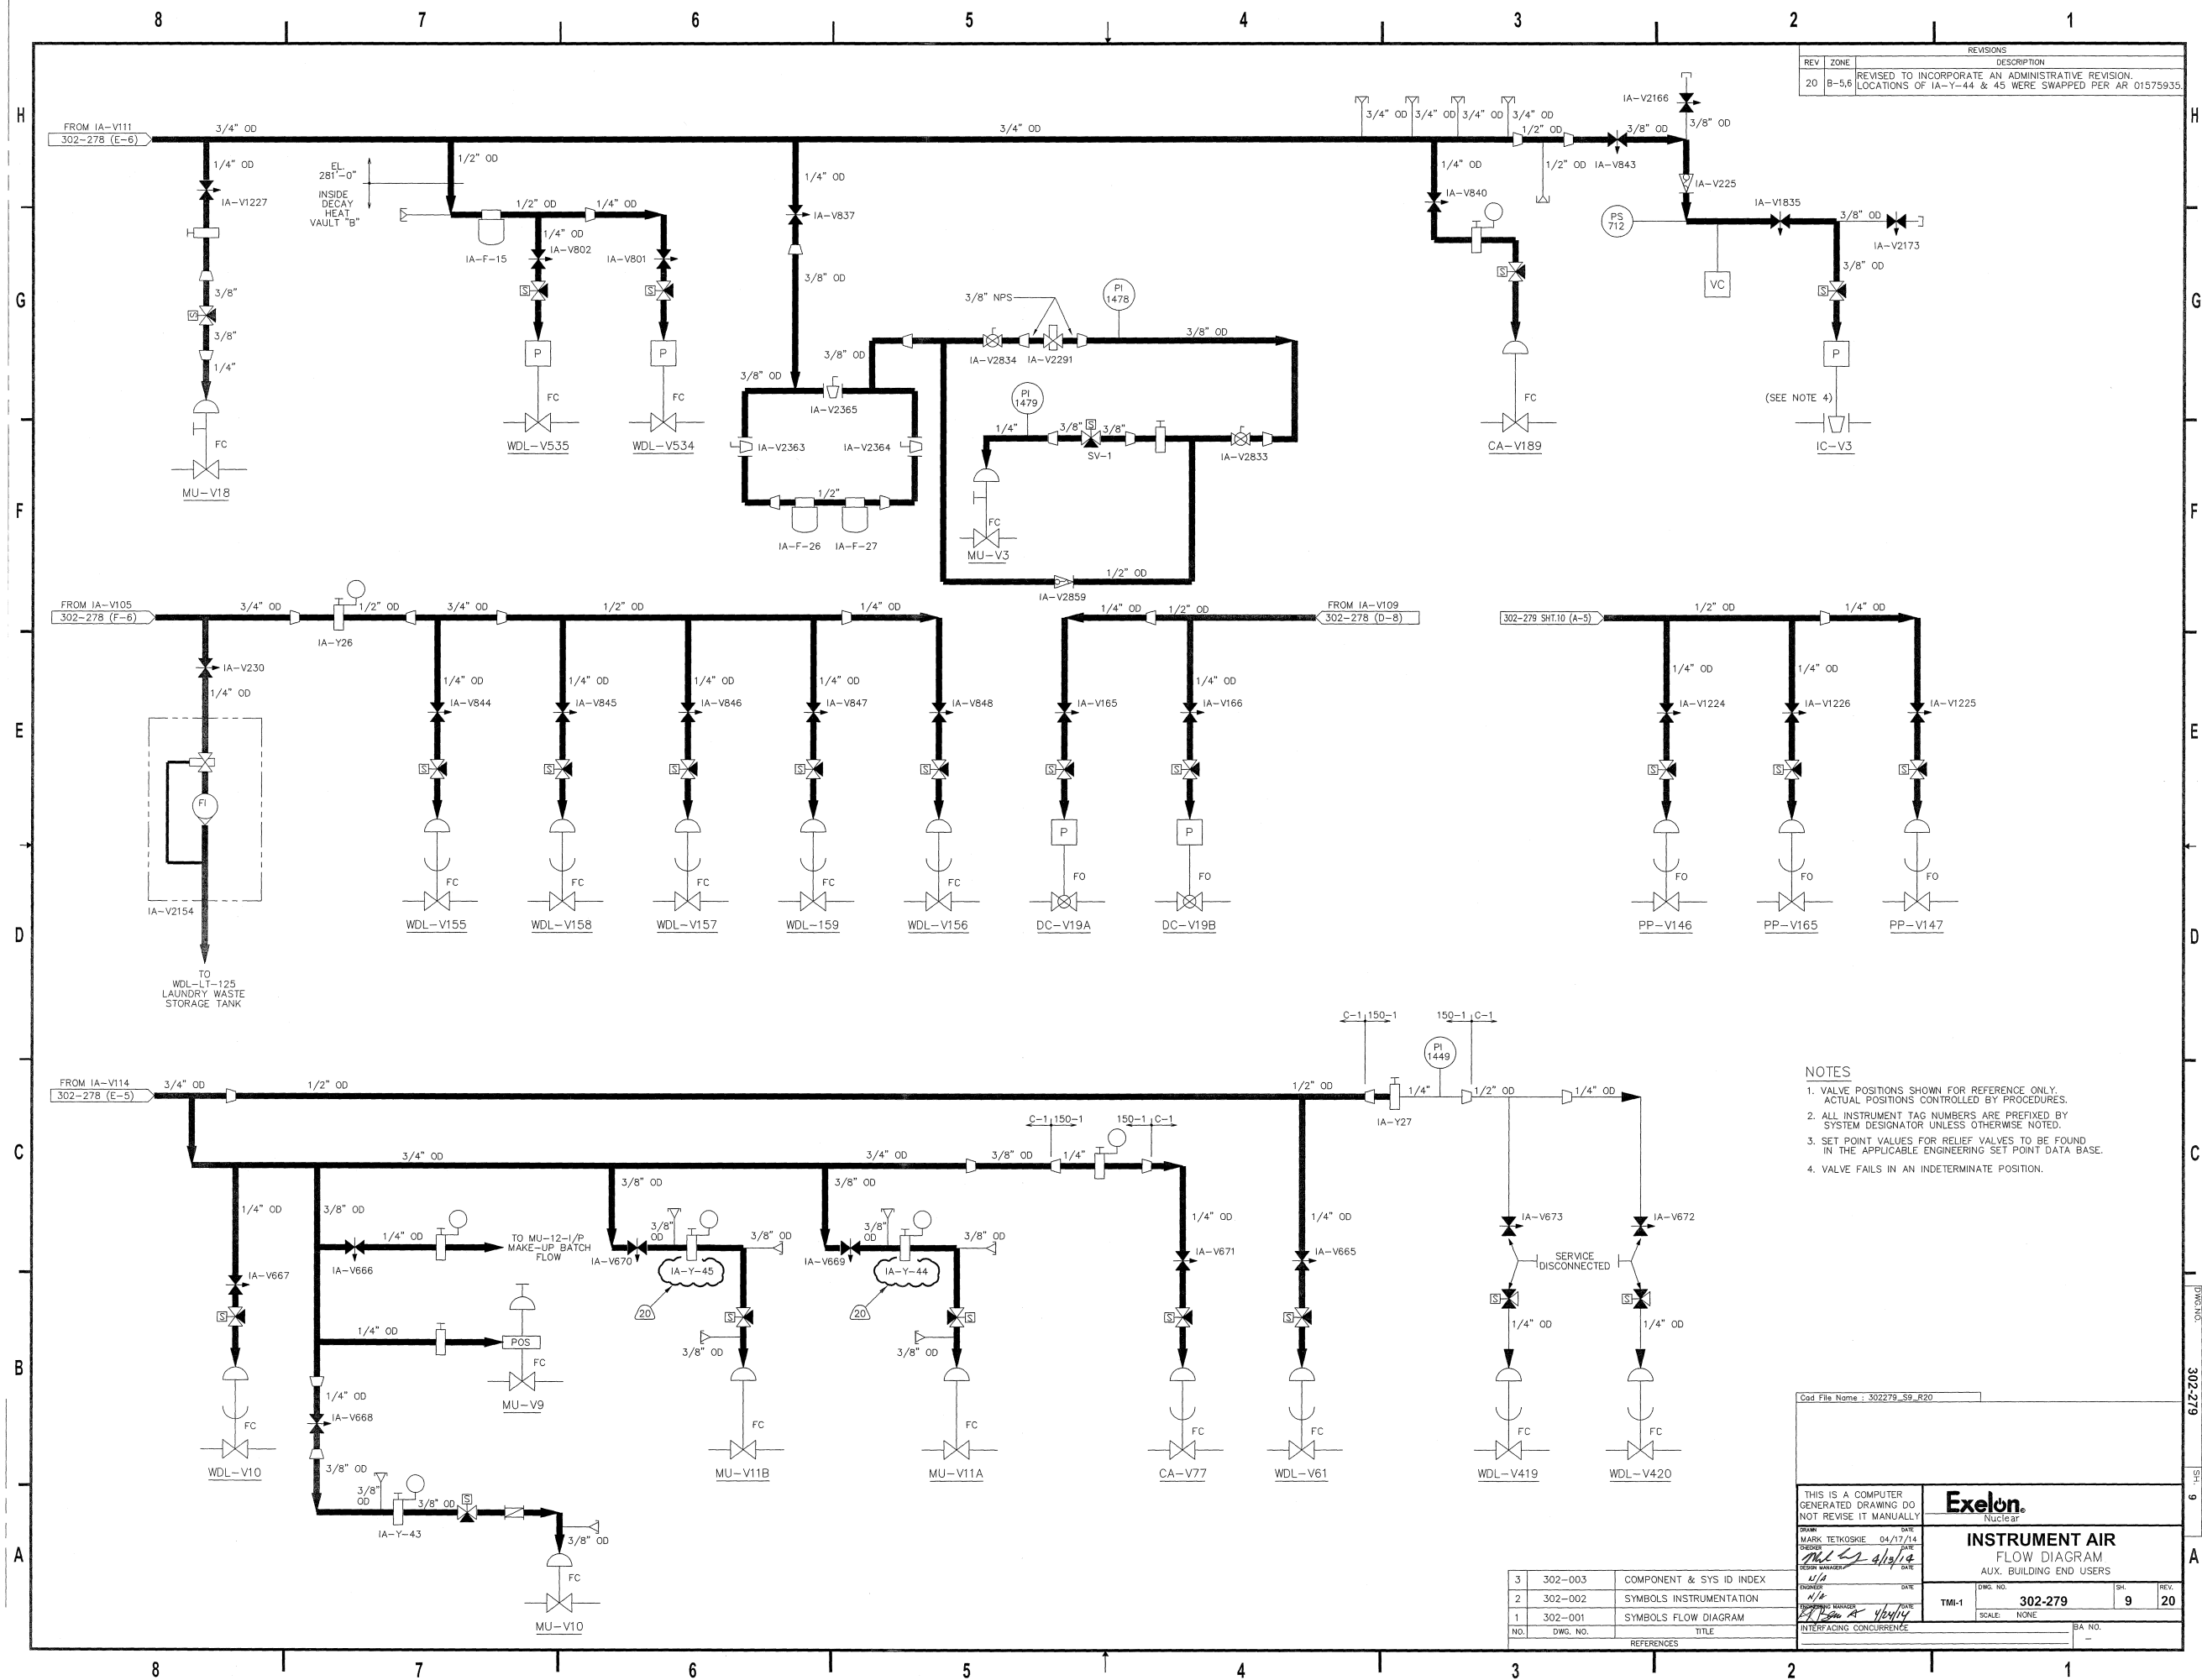 8 7 6 5 4 3 2 1
REVISIONS
REV ZONE DESCRIPTION
20 B-5,6 REVISED TO INCORPORATE AN ADMINISTRATIVE REVISION.
LOCATIONS OF IA-Y-44 & 45 WERE SWAPPED PER AR 01575935.
H
H
FROM IA-V111
302-278 (E-6)
3/4" OD
3/4" OD
3/4" OD 3/4" OD 3/4" OD 3/4" OD
1/2" OD
3/8" OD
IA-V2166
3/8" OD
1/4" OD
IA-V1227
3/8"
S
3/8"
1/4"
FC
MU-V18
EL.
281'-0"
INSIDE
DECAY
HEAT
VAULT "B"
1/2" OD
1/2" OD
1/4" OD
IA-F-15
1/4" OD
IA-V802
IA-V801
S
S
P
P
FC
FC
WDL-V535
WDL-V534
1/4" OD
IA-V837
3/8" OD
3/8" OD
3/8" OD
IA-V2365
IA-V2363
IA-V2364
1/2"
IA-F-26
IA-F-27
3/8" NPS
PI
1478
3/8" OD
IA-V2834
IA-V2291
PI
1479
1/4"
3/8"
S
3/8"
SV-1
IA-V2833
FC
MU-V3
1/2" OD
IA-V2859
1/4" OD
IA-V840
S
FC
CA-V189
1/2" OD
IA-V843
IA-V225
PS
712
IA-V1835
3/8" OD
IA-V2173
VC
3/8" OD
S
P
(SEE NOTE 4)
IC-V3
G
G
F
F
FROM IA-V105
302-278 (F-6)
3/4" OD
1/2" OD
3/4" OD
1/2" OD
1/4" OD
IA-Y26
IA-V230
1/4" OD
FI
IA-V2154
TO
WDL-LT-125
LAUNDRY WASTE
STORAGE TANK
1/4" OD
1/4" OD
1/4" OD
1/4" OD
IA-V844
IA-V845
IA-V846
IA-V847
IA-V848
S
S
S
S
S
FC
FC
FC
FC
FC
WDL-V155
WDL-V158
WDL-V157
WDL-159
WDL-V156
FROM IA-V109
302-278 (D-8)
1/4" OD
1/2" OD
1/4" OD
IA-V165
IA-V166
S
S
P
P
FO
FO
DC-V19A
DC-V19B
302-279 SHT.10 (A-5)
1/2" OD
1/4" OD
1/4" OD
1/4" OD
IA-V1224
IA-V1226
IA-V1225
S
S
S
FO
FO
FO
PP-V146
PP-V165
PP-V147
E
E
D
D
FROM IA-V114
302-278 (E-5)
3/4" OD
1/2" OD
1/2" OD
C-1 150-1
150-1 C-1
PI
1449
1/4"
1/2" OD
1/4" OD
IA-Y27
3/4" OD
3/4" OD
3/8" OD
C-1 150-1
150-1 C-1
1/4"
1/4" OD
IA-V667
S
FC
WDL-V10
3/8" OD
1/4" OD
IA-V666
TO MU-12-I/P
MAKE-UP BATCH
FLOW
1/4" OD
POS
FC
MU-V9
1/4" OD
IA-V668
3/8" OD
3/8"
OD
3/8" OD
S
IA-Y-43
3/8" OD
FC
MU-V10
3/8" OD
3/8"
OD
IA-V670
IA-Y-45
20
3/8" OD
S
3/8" OD
FC
MU-V11B
3/8" OD
3/8"
OD
IA-V669
IA-Y-44
20
3/8" OD
S
3/8" OD
FC
MU-V11A
1/4" OD
IA-V671
S
FC
CA-V77
1/4" OD
IA-V665
S
FC
WDL-V61
IA-V673
IA-V672
SERVICE
DISCONNECTED
S
S
1/4" OD
1/4" OD
FC
FC
WDL-V419
WDL-V420
C
C
B
B
A
A
NOTES
1. VALVE POSITIONS SHOWN FOR REFERENCE ONLY.
ACTUAL POSITIONS CONTROLLED BY PROCEDURES.
2. ALL INSTRUMENT TAG NUMBERS ARE PREFIXED BY
SYSTEM DESIGNATOR UNLESS OTHERWISE NOTED.
3. SET POINT VALUES FOR RELIEF VALVES TO BE FOUND
IN THE APPLICABLE ENGINEERING SET POINT DATA BASE.
4. VALVE FAILS IN AN INDETERMINATE POSITION.
DWG.NO.
302-279
SH.
9
Cad File Name : 302279_S9_R20
THIS IS A COMPUTER
GENERATED DRAWING DO
NOT REVISE IT MANUALLY
Exelon
Nuclear
DRAWN DATE
MARK TETKOSKIE 04/17/14
CHECKER DATE
DESIGN MANAGER DATE
N/A
ENGINEER DATE
N/A
ENGINEERING MANAGER DATE
4/24/14
INTERFACING CONCURRENCE
INSTRUMENT AIR
FLOW DIAGRAM
AUX. BUILDING END USERS
TMI-1
DWG. NO.
302-279
SH.
9
REV.
20
SCALE: NONE
BA NO.
–
3 302-003 COMPONENT & SYS ID INDEX
2 302-002 SYMBOLS INSTRUMENTATION
1 302-001 SYMBOLS FLOW DIAGRAM
NO. DWG. NO. TITLE
REFERENCES
8 7 6 5 4 3 2 1